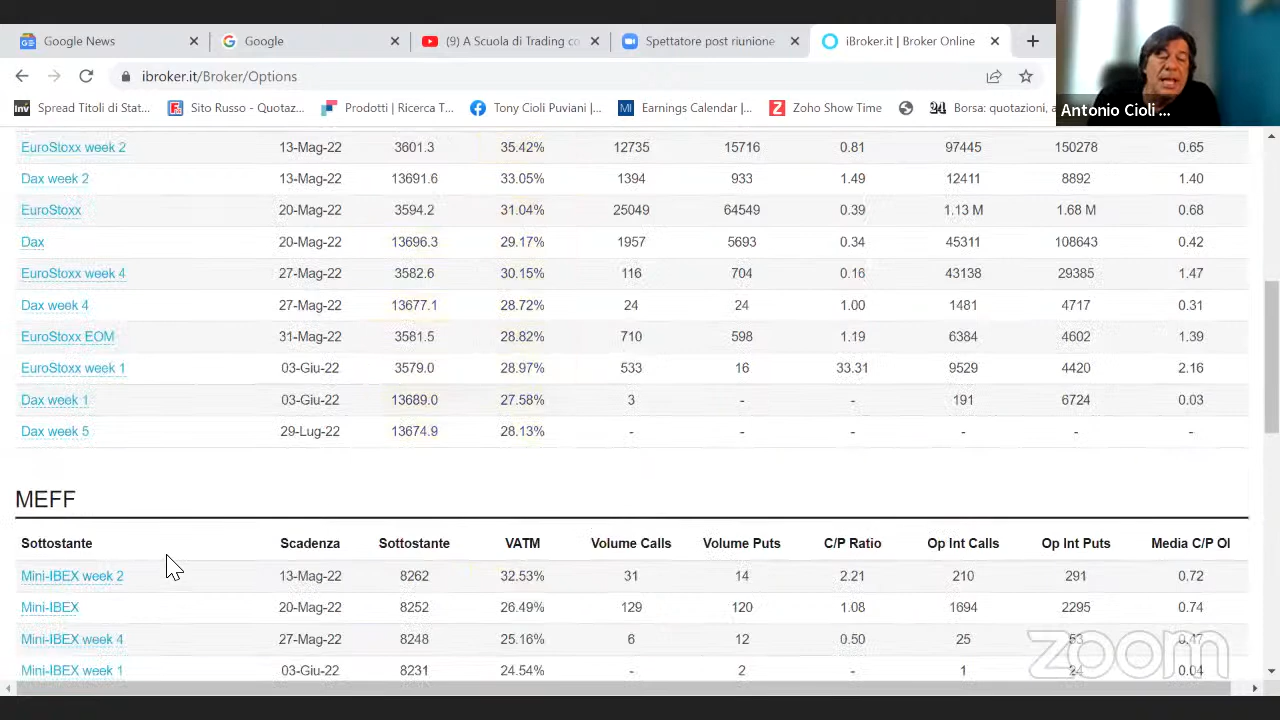 Google News
Google
(9) A Scuola di Trading co
Spettatore post riunione
iBroker.it | Broker Online
ibroker.it/Broker/Options
Spread Titoli di Stat...
Sito Russo - Quotaz...
Prodotti | Ricerca T...
Tony Cioli Puviani |...
Earnings Calendar |...
Zoho Show Time
Borsa: quotazioni, a
Antonio Cioli ...
EuroStoxx week 2 13-Mag-22 3601.3 35.42% 12735 15716 0.81 97445 150278 0.65
Dax week 2 13-Mag-22 13691.6 33.05% 1394 933 1.49 12411 8892 1.40
EuroStoxx 20-Mag-22 3594.2 31.04% 25049 64549 0.39 1.13 M 1.68 M 0.68
Dax 20-Mag-22 13696.3 29.17% 1957 5693 0.34 45311 108643 0.42
EuroStoxx week 4 27-Mag-22 3582.6 30.15% 116 704 0.16 43138 29385 1.47
Dax week 4 27-Mag-22 13677.1 28.72% 24 24 1.00 1481 4717 0.31
EuroStoxx EOM 31-Mag-22 3581.5 28.82% 710 598 1.19 6384 4602 1.39
EuroStoxx week 1 03-Giu-22 3579.0 28.97% 533 16 33.31 9529 4420 2.16
Dax week 1 03-Giu-22 13689.0 27.58% 3 - - 191 6724 0.03
Dax week 5 29-Lug-22 13674.9 28.13% - - - - - -
MEFF
Sottostante Scadenza Sottostante VATM Volume Calls Volume Puts C/P Ratio Op Int Calls Op Int Puts Media C/P OI
Mini-IBEX week 2 13-Mag-22 8262 32.53% 31 14 2.21 210 291 0.72
Mini-IBEX 20-Mag-22 8252 26.49% 129 120 1.08 1694 2295 0.74
Mini-IBEX week 4 27-Mag-22 8248 25.16% 6 12 0.50 25 53 0.47
Mini-IBEX week 1 03-Giu-22 8231 24.54% - 2 - 1 24 0.04
zoom